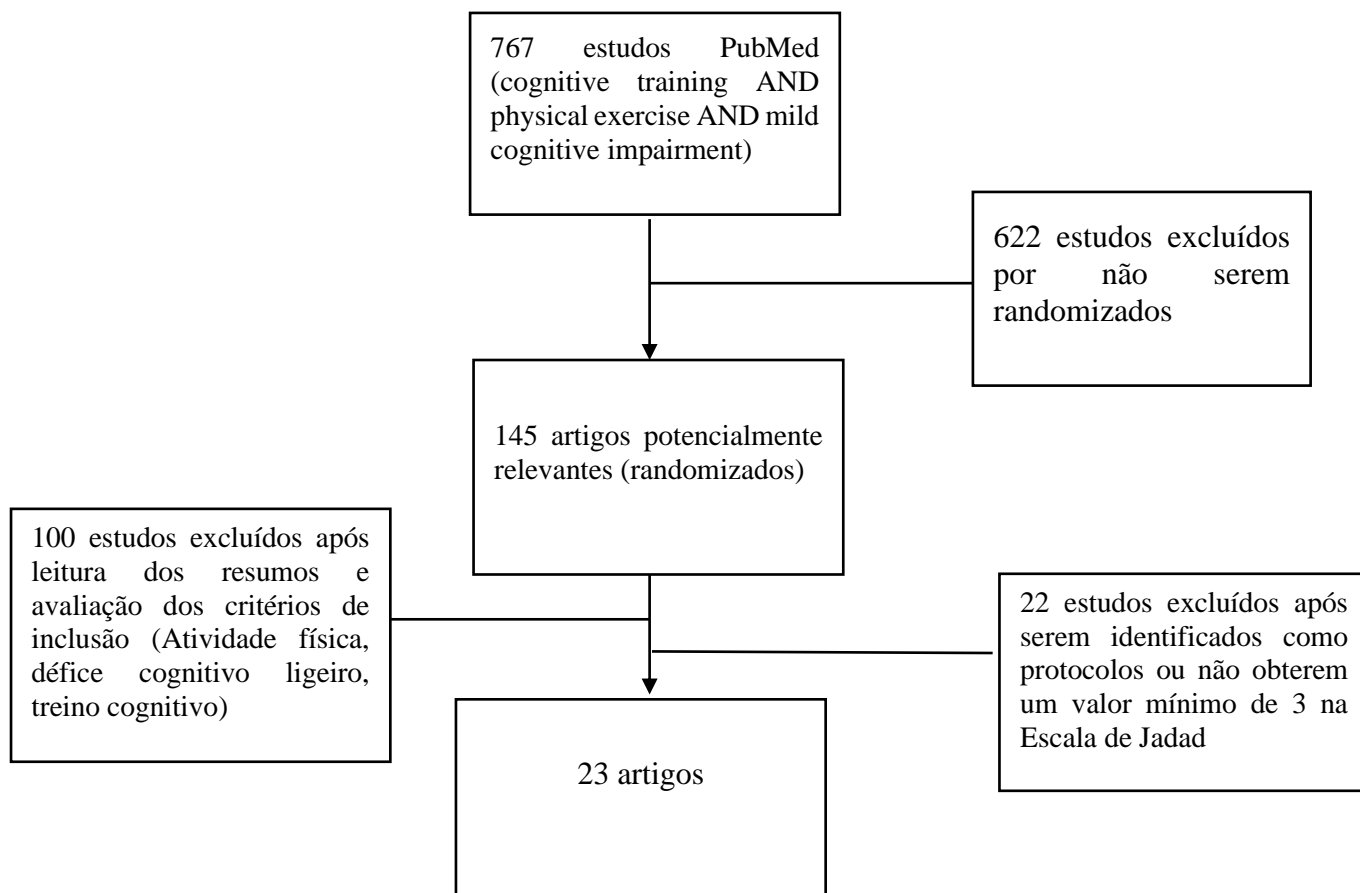 767 estudos PubMed
(cognitive training AND
physical exercise AND mild
cognitive impairment)
622 estudos excluídos
por não serem
randomizados
145 artigos potencialmente
relevantes (randomizados)
100 estudos excluídos após
leitura dos resumos e
avaliação dos critérios de
inclusão (Atividade física,
défice cognitivo ligeiro,
treino cognitivo)
22 estudos excluídos após
serem identificados como
protocolos ou não obterem
um valor mínimo de 3 na
Escala de Jadad
23 artigos